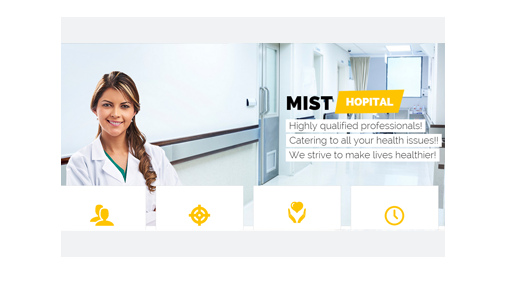 MIST HOPITAL
Highly qualified professionals!
Catering to all your health issues!!
We strive to make lives healthier!